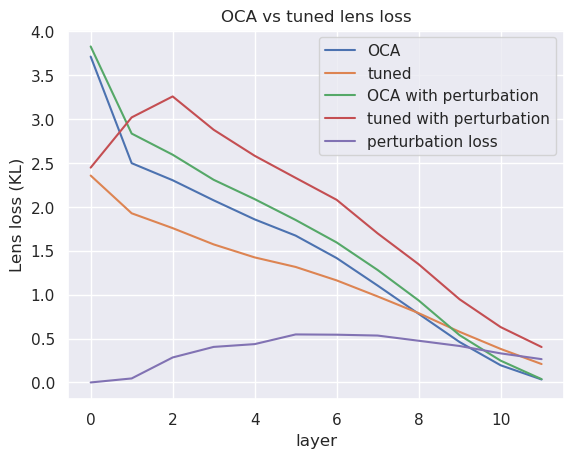 OCA vs tuned lens loss
OCA
tuned
OCA with perturbation
tuned with perturbation
perturbation loss
Lens loss (KL)
4.0
3.5
3.0
2.5
2.0
1.5
1.0
0.5
0.0
0 2 4 6 8 10
layer